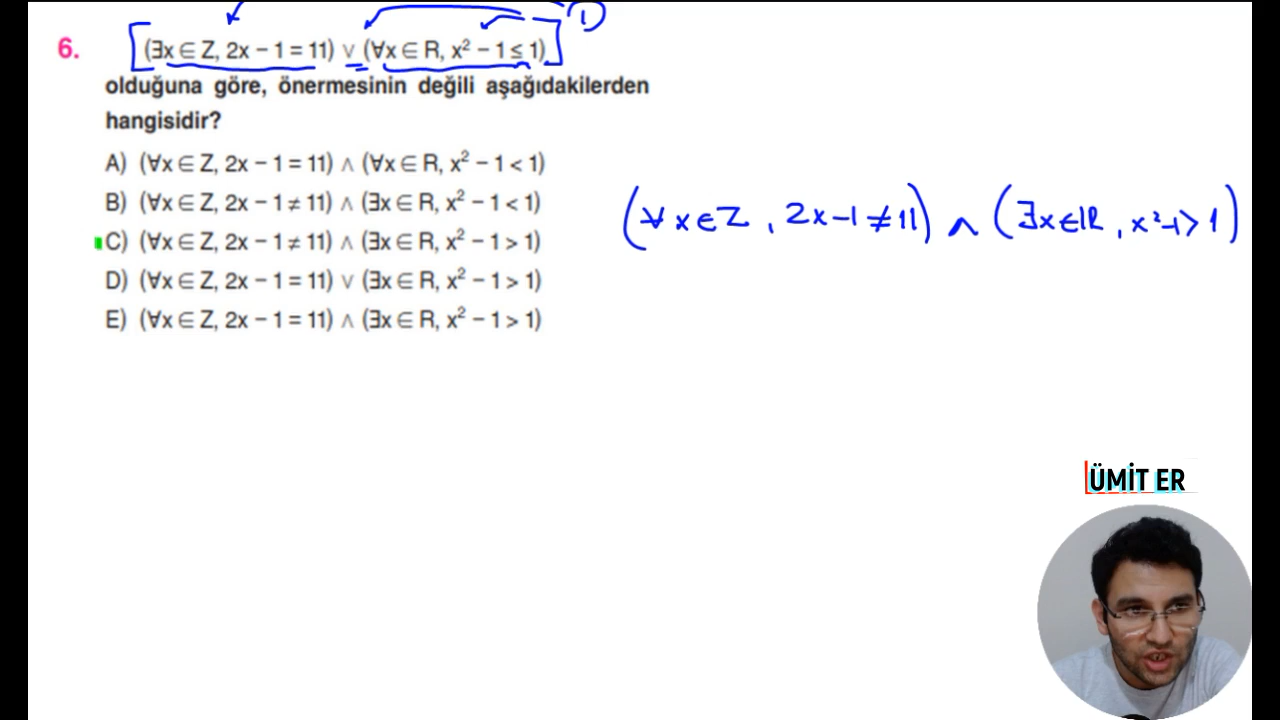 6. [(∃x ∈ Z, 2x − 1 = 11) ∨ (∀x ∈ R, x² − 1 ≤ 1)]ı
olduğuna göre, önermesinin değili aşağıdakilerden
hangisidir?
A) (∀x ∈ Z, 2x − 1 = 11) ∧ (∀x ∈ R, x² − 1 < 1)
B) (∀x ∈ Z, 2x − 1 ≠ 11) ∧ (∃x ∈ R, x² − 1 < 1)
C) (∀x ∈ Z, 2x − 1 ≠ 11) ∧ (∃x ∈ R, x² − 1 > 1)
D) (∀x ∈ Z, 2x − 1 = 11) ∨ (∃x ∈ R, x² − 1 > 1)
E) (∀x ∈ Z, 2x − 1 = 11) ∧ (∃x ∈ R, x² − 1 > 1)
(∀x∈Z, 2x−1≠11) ∧ (∃x∈R, x²−1>1)
ÜMİT ER